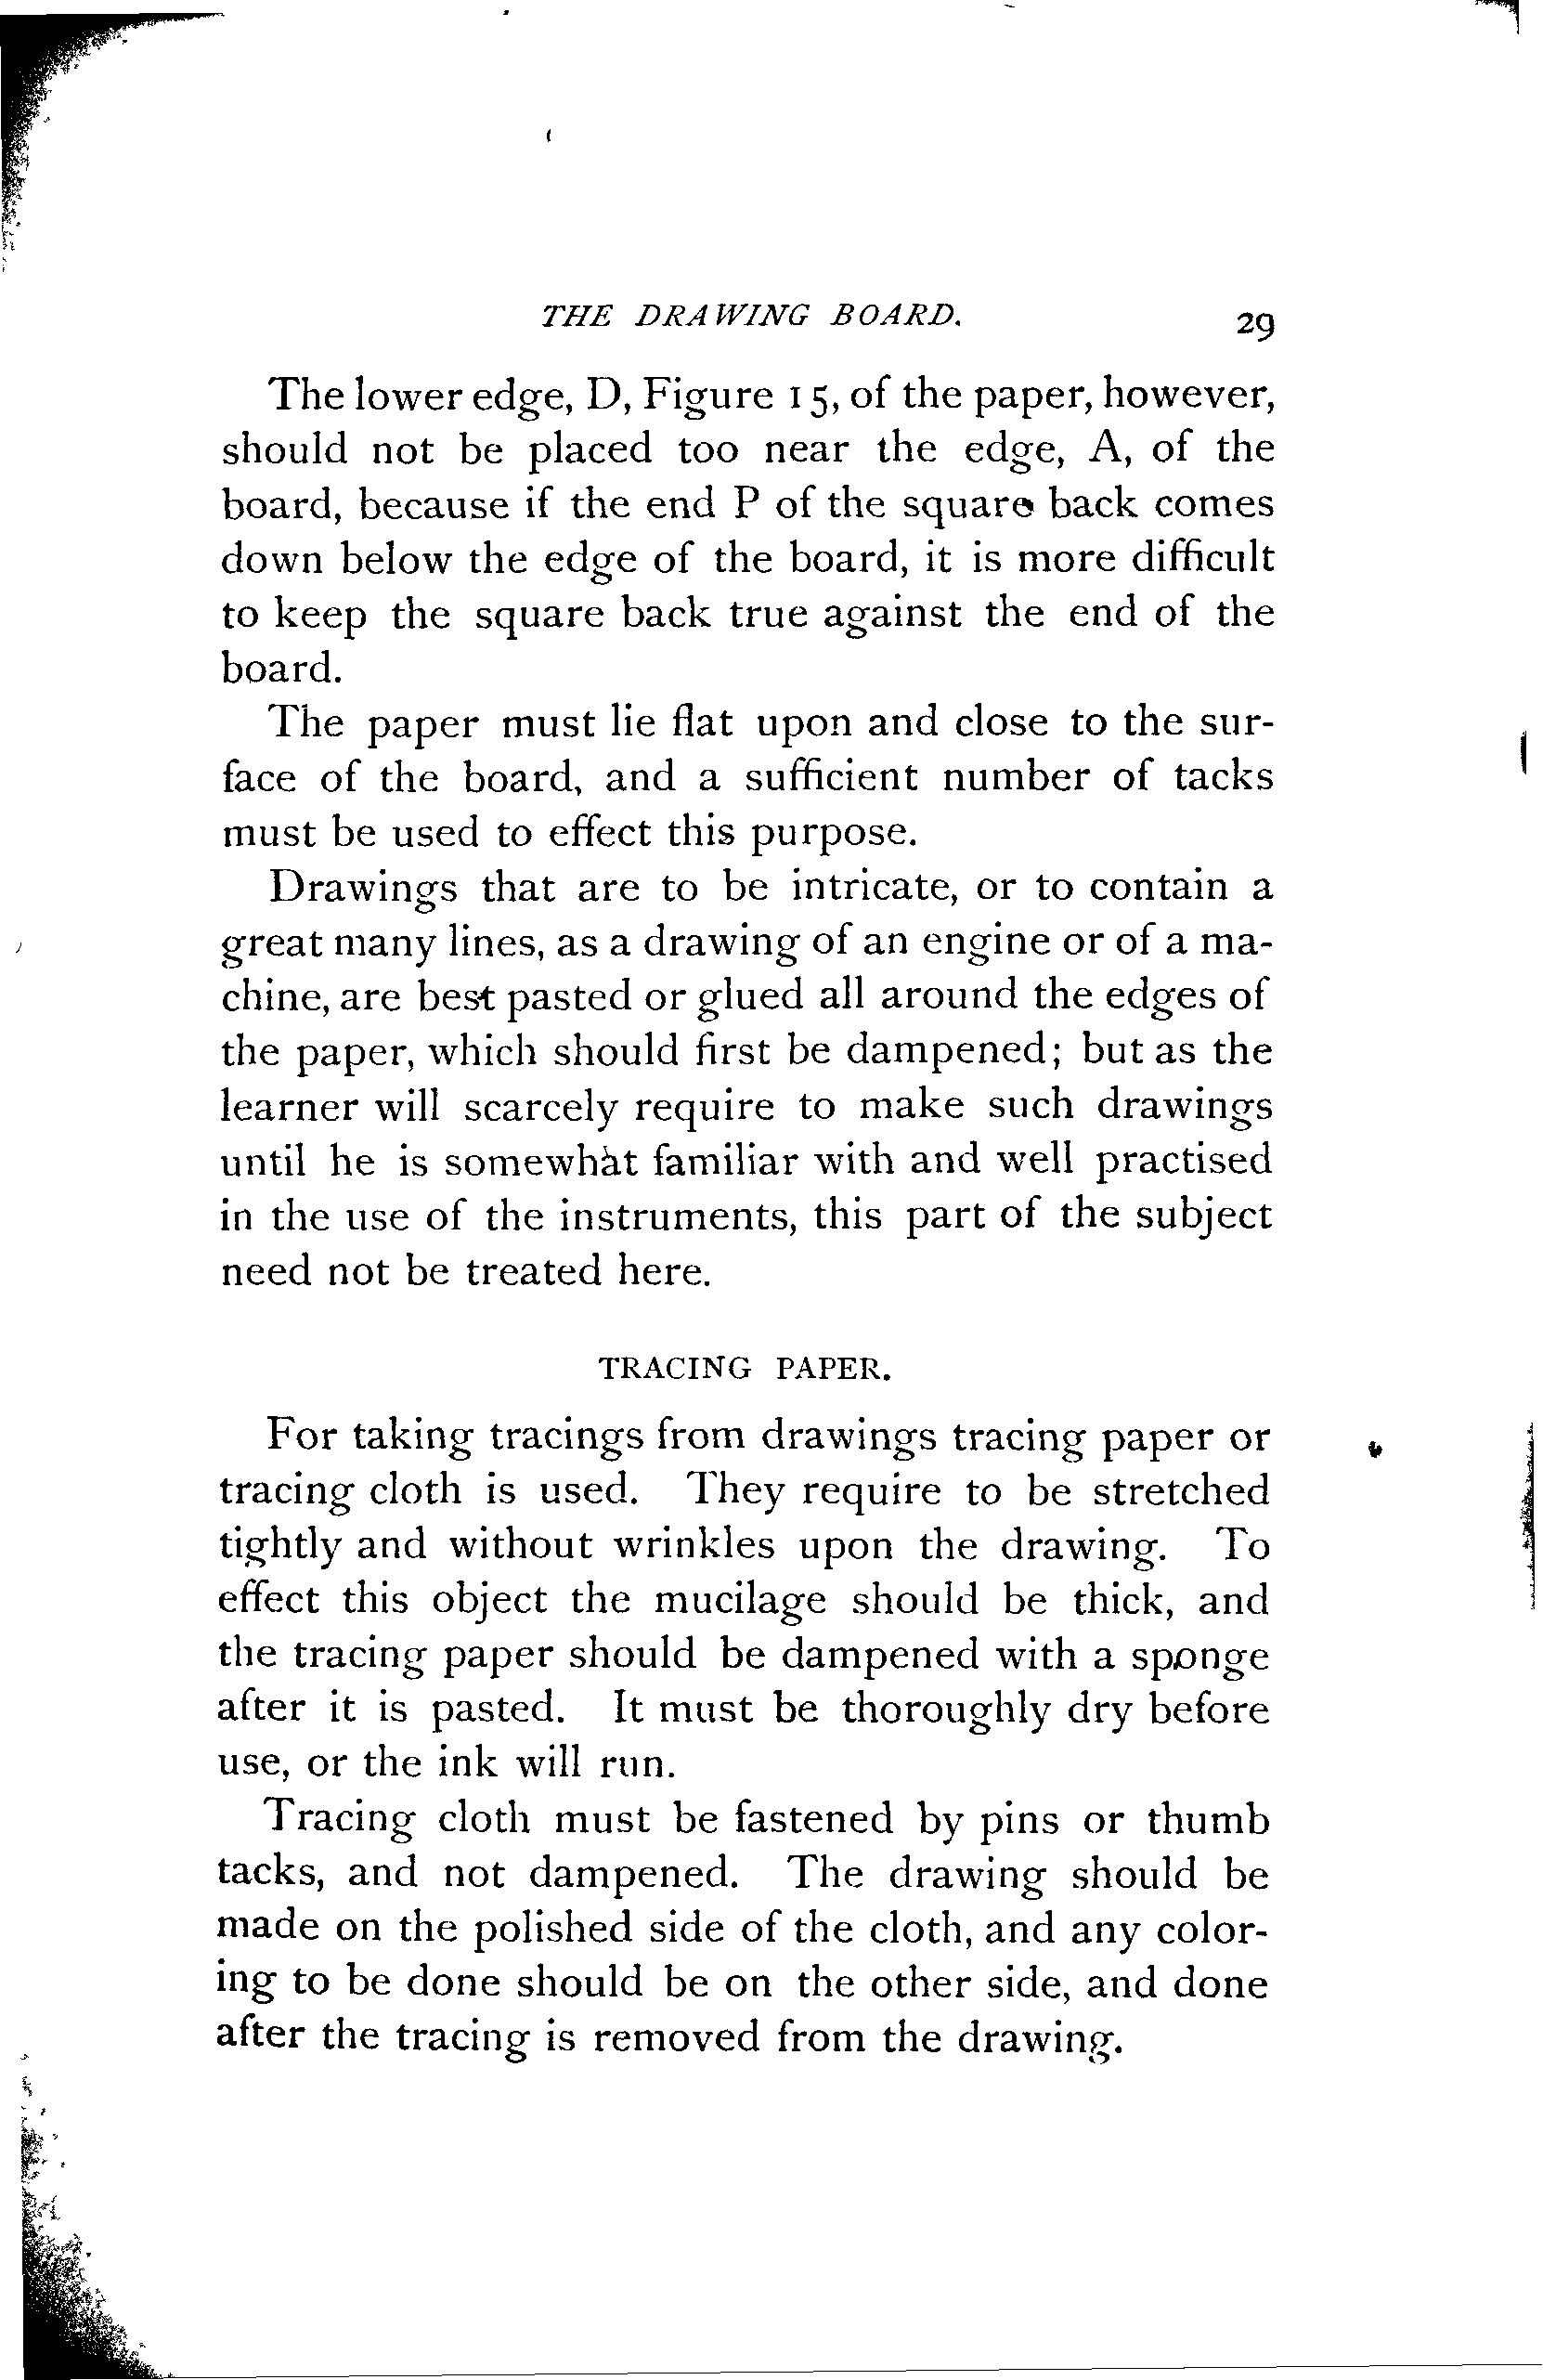 THE DRAWING BOARD. 29
The lower edge, D, Figure 15, of the paper, however,
should not be placed too near the edge, A, of the
board, because if the end P of the square back comes
down below the edge of the board, it is more difficult
to keep the square back true against the end of the
board.
The paper must lie flat upon and close to the sur-
face of the board, and a sufficient number of tacks
must be used to effect this purpose.
Drawings that are to be intricate, or to contain a
great many lines, as a drawing of an engine or of a ma-
chine, are best pasted or glued all around the edges of
the paper, which should first be dampened; but as the
learner will scarcely require to make such drawings
until he is somewhat familiar with and well practised
in the use of the instruments, this part of the subject
need not be treated here.
TRACING PAPER.
For taking tracings from drawings tracing paper or
tracing cloth is used. They require to be stretched
tightly and without wrinkles upon the drawing. To
effect this object the mucilage should be thick, and
the tracing paper should be dampened with a sponge
after it is pasted. It must be thoroughly dry before
use, or the ink will run.
Tracing cloth must be fastened by pins or thumb
tacks, and not dampened. The drawing should be
made on the polished side of the cloth, and any color-
ing to be done should be on the other side, and done
after the tracing is removed from the drawing.